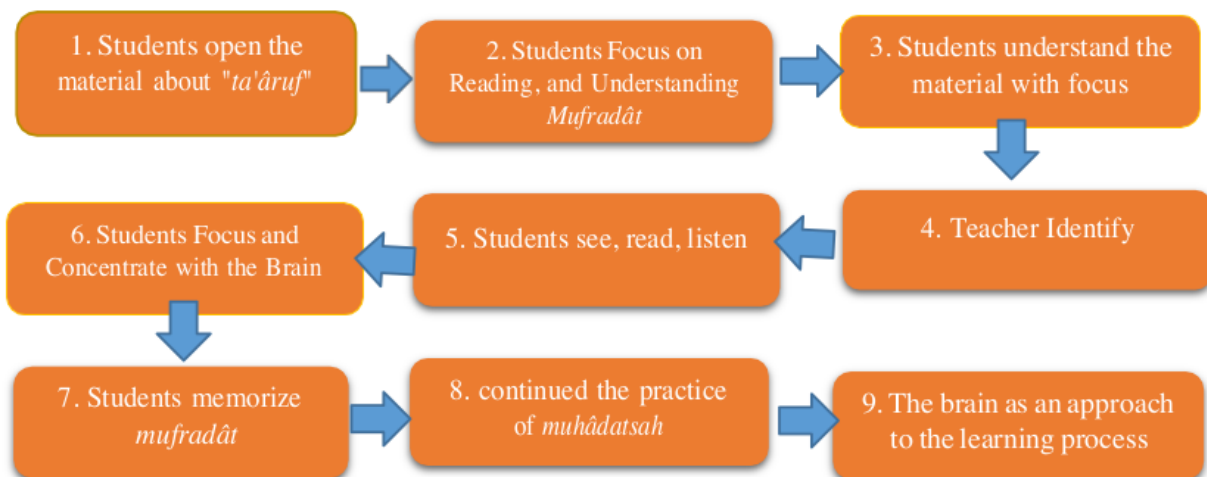 1. Students open the
material about "ta'âruf"
2. Students Focus on
Reading, and Understanding
Mufradât
3. Students understand the
material with focus
4. Teacher Identify
5. Students see, read, listen
6. Students Focus and
Concentrate with the Brain
7. Students memorize
mufradât
8. continued the practice
of muhâdatsah
9. The brain as an approach
to the learning process